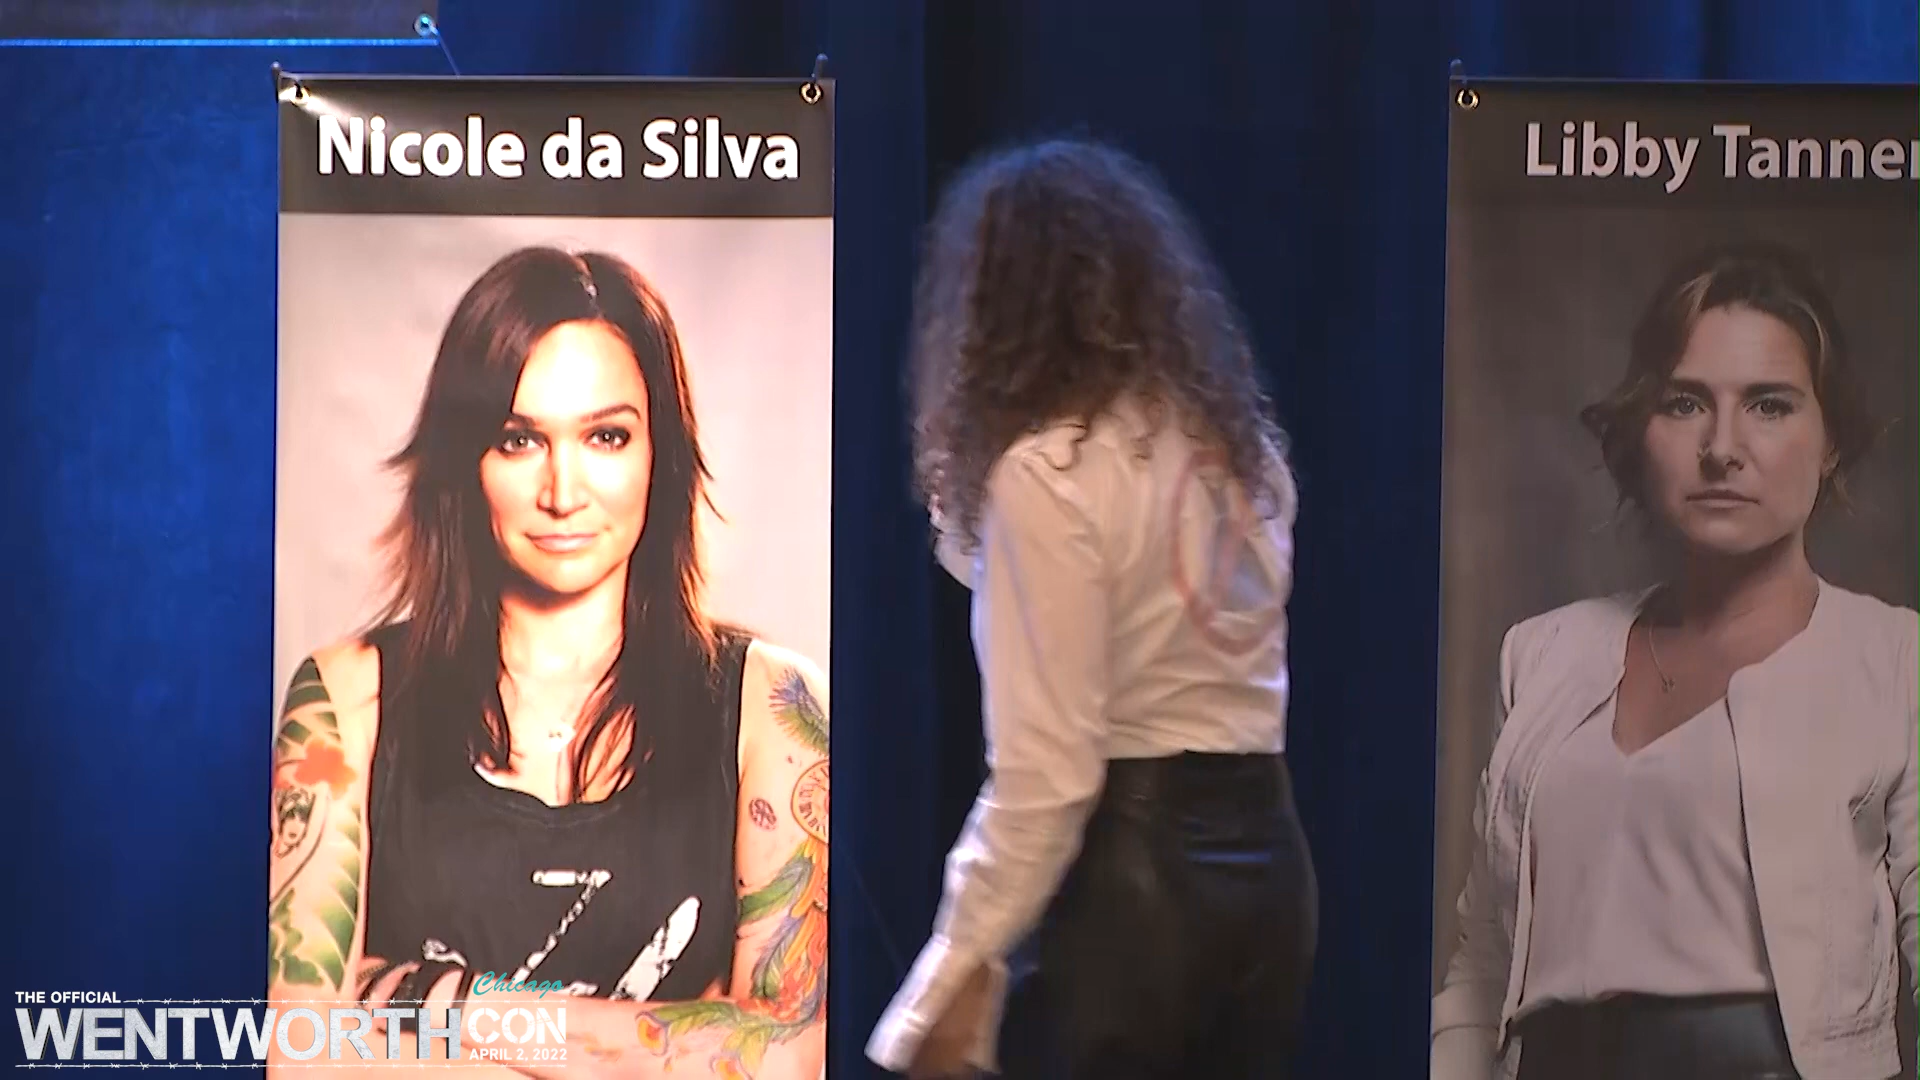 Nicole da Silva
Libby Tanner
Chicago
THE OFFICIAL
WENTWORTH CON
APRIL 2, 2022